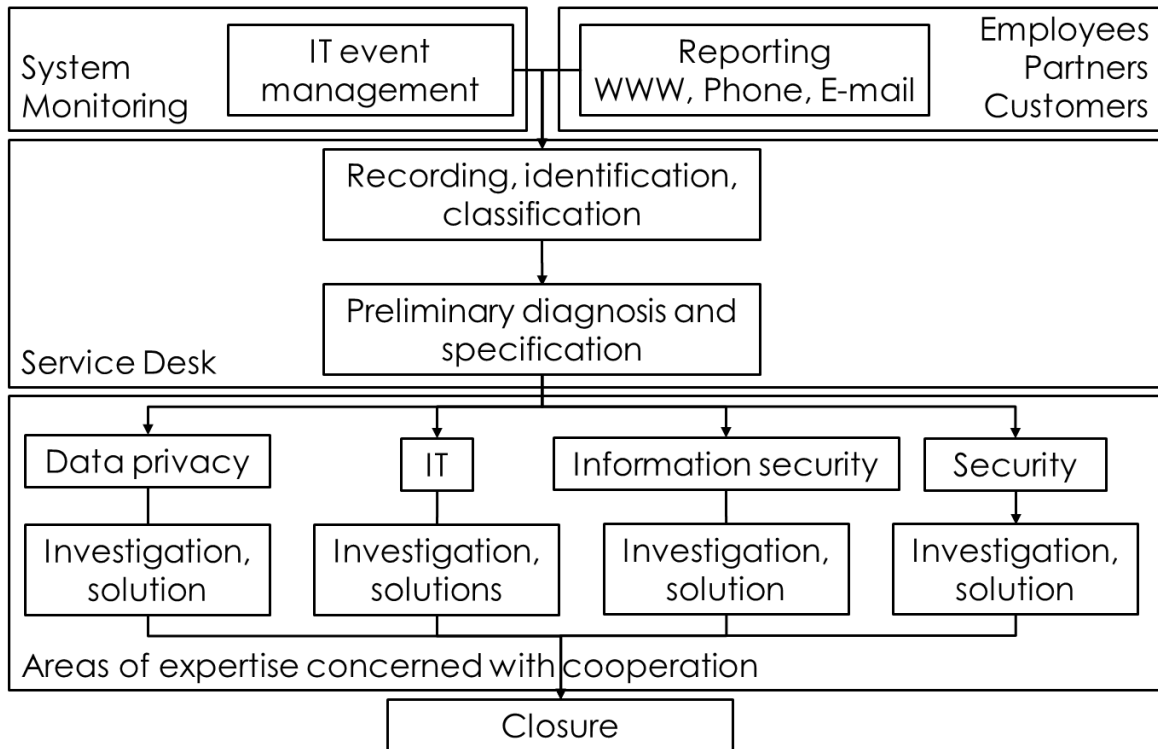 System
Monitoring
IT event
management
Reporting
WWW, Phone, E-mail
Employees
Partners
Customers
Recording, identification,
classification
Preliminary diagnosis and
specification
Service Desk
Data privacy
IT
Information security
Security
Investigation,
solution
Investigation,
solutions
Investigation,
solution
Investigation,
solution
Areas of expertise concerned with cooperation
Closure